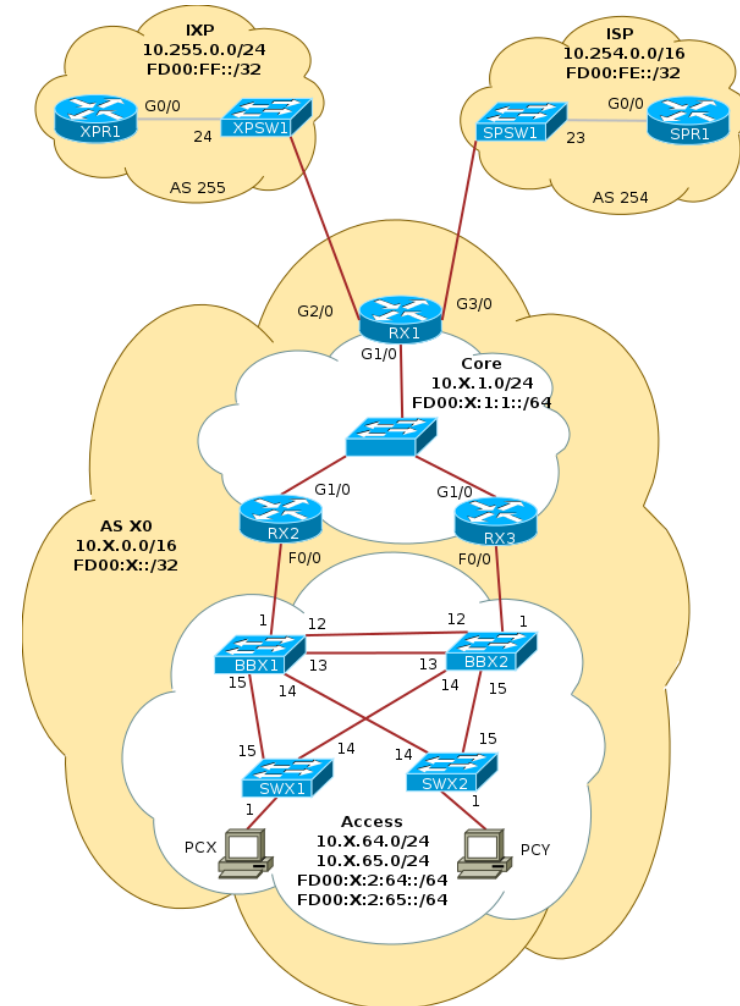 IXP
10.255.0.0/24
FD00:FF::/32
ISP
10.254.0.0/16
FD00:FE::/32
G0/0
XPR1
24
XPSW1
AS 255
SPSW1
23
G0/0
SPR1
AS 254
G2/0
G3/0
RX1
G1/0
Core
10.X.1.0/24
FD00:X:1:1::/64
G1/0
G1/0
RX2
RX3
AS X0
10.X.0.0/16
FD00:X::/32
F0/0
F0/0
1
12
12
1
BBX1
13
13
BBX2
15
14
14
15
15
14
14
15
SWX1
SWX2
1
1
PCX
PCY
Access
10.X.64.0/24
10.X.65.0/24
FD00:X:2:64::/64
FD00:X:2:65::/64